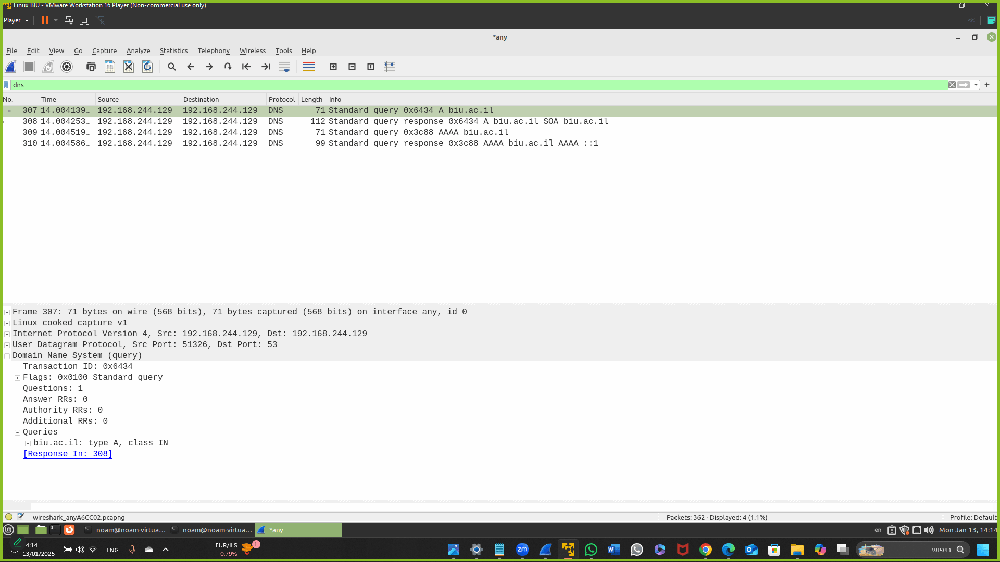 Linux BIU - VMware Workstation 16 Player (Non-commercial use only)
Player
*any
File Edit View Go Capture Analyze Statistics Telephony Wireless Tools Help
dns
No. Time Source Destination Protocol Length Info
307 14.004139… 192.168.244.129 192.168.244.129 DNS 71 Standard query 0x6434 A biu.ac.il
308 14.004253… 192.168.244.129 192.168.244.129 DNS 112 Standard query response 0x6434 A biu.ac.il SOA biu.ac.il
309 14.004519… 192.168.244.129 192.168.244.129 DNS 71 Standard query 0x3c88 AAAA biu.ac.il
310 14.004586… 192.168.244.129 192.168.244.129 DNS 99 Standard query response 0x3c88 AAAA biu.ac.il AAAA ::1
Frame 307: 71 bytes on wire (568 bits), 71 bytes captured (568 bits) on interface any, id 0
Linux cooked capture v1
Internet Protocol Version 4, Src: 192.168.244.129, Dst: 192.168.244.129
User Datagram Protocol, Src Port: 51326, Dst Port: 53
Domain Name System (query)
Transaction ID: 0x6434
Flags: 0x0100 Standard query
Questions: 1
Answer RRs: 0
Authority RRs: 0
Additional RRs: 0
Queries
biu.ac.il: type A, class IN
[Response In: 308]
wireshark_anyA6CC02.pcapng Packets: 362 · Displayed: 4 (1.1%) Profile: Default
noam@noam-virtua... noam@noam-virtua... *any en Mon Jan 13, 14:14
14:14
13/01/2025
ENG
EUR/ILS
-0.79%
1
zm
חיפוש